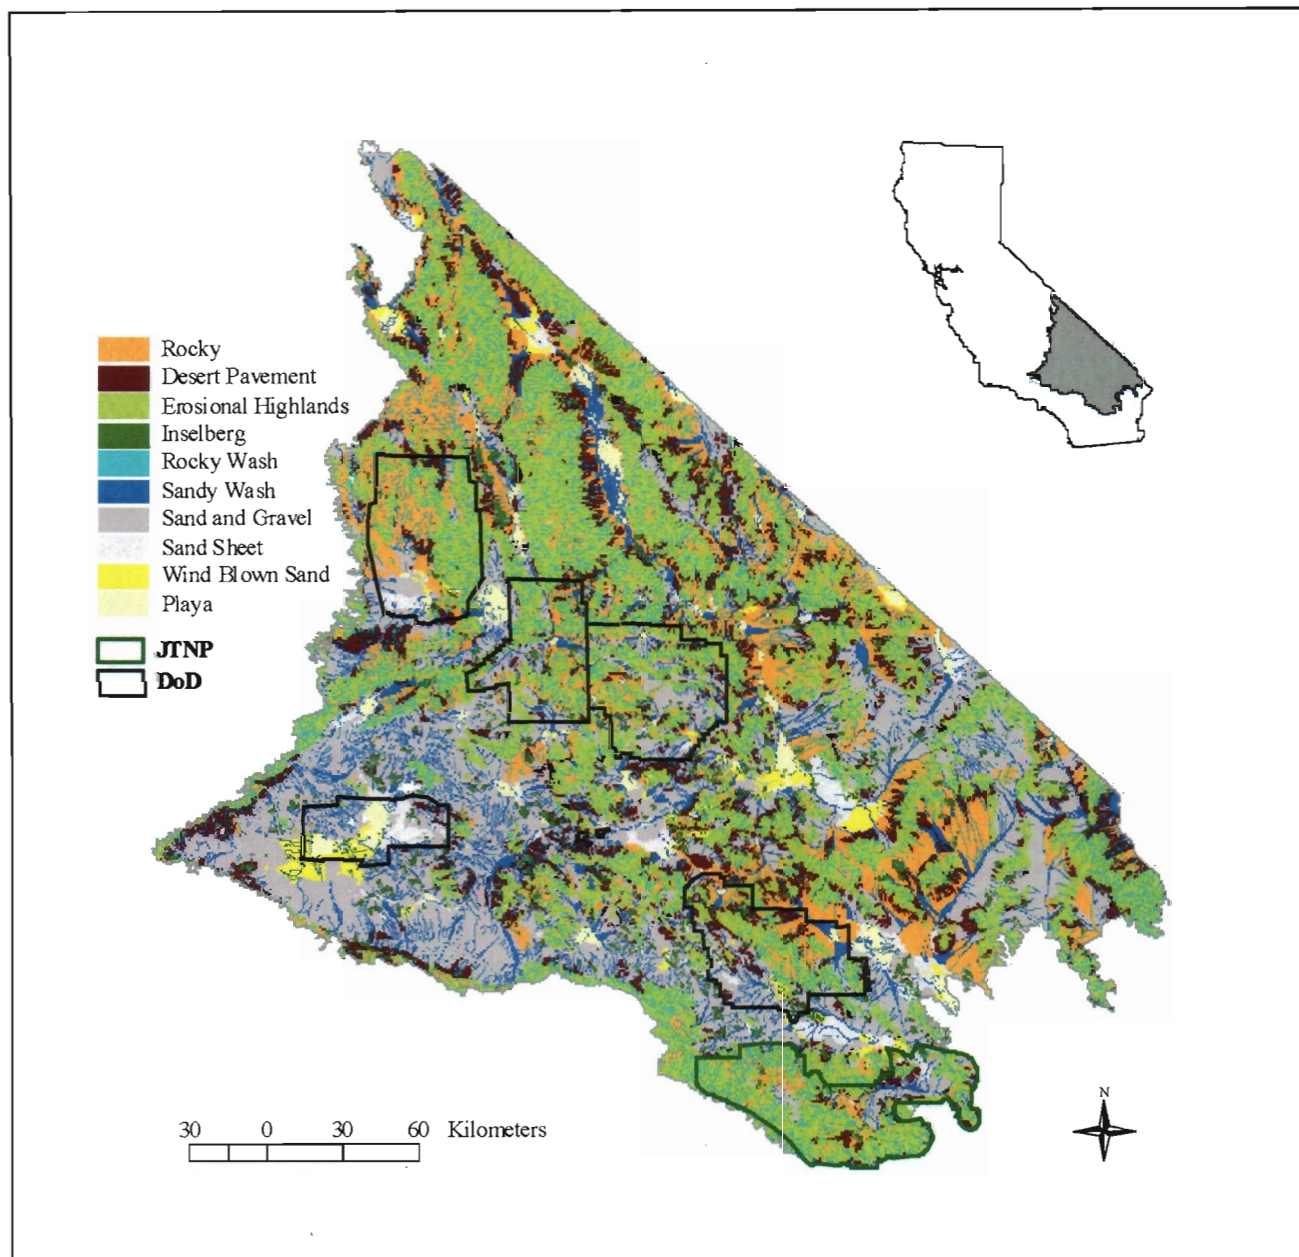 Rocky
Desert Pavement
Erosional Highlands
Inselberg
Rocky Wash
Sandy Wash
Sand and Gravel
Sand Sheet
Wind Blown Sand
Playa
JTNP
DoD
30 0 30 60 Kilometers
N